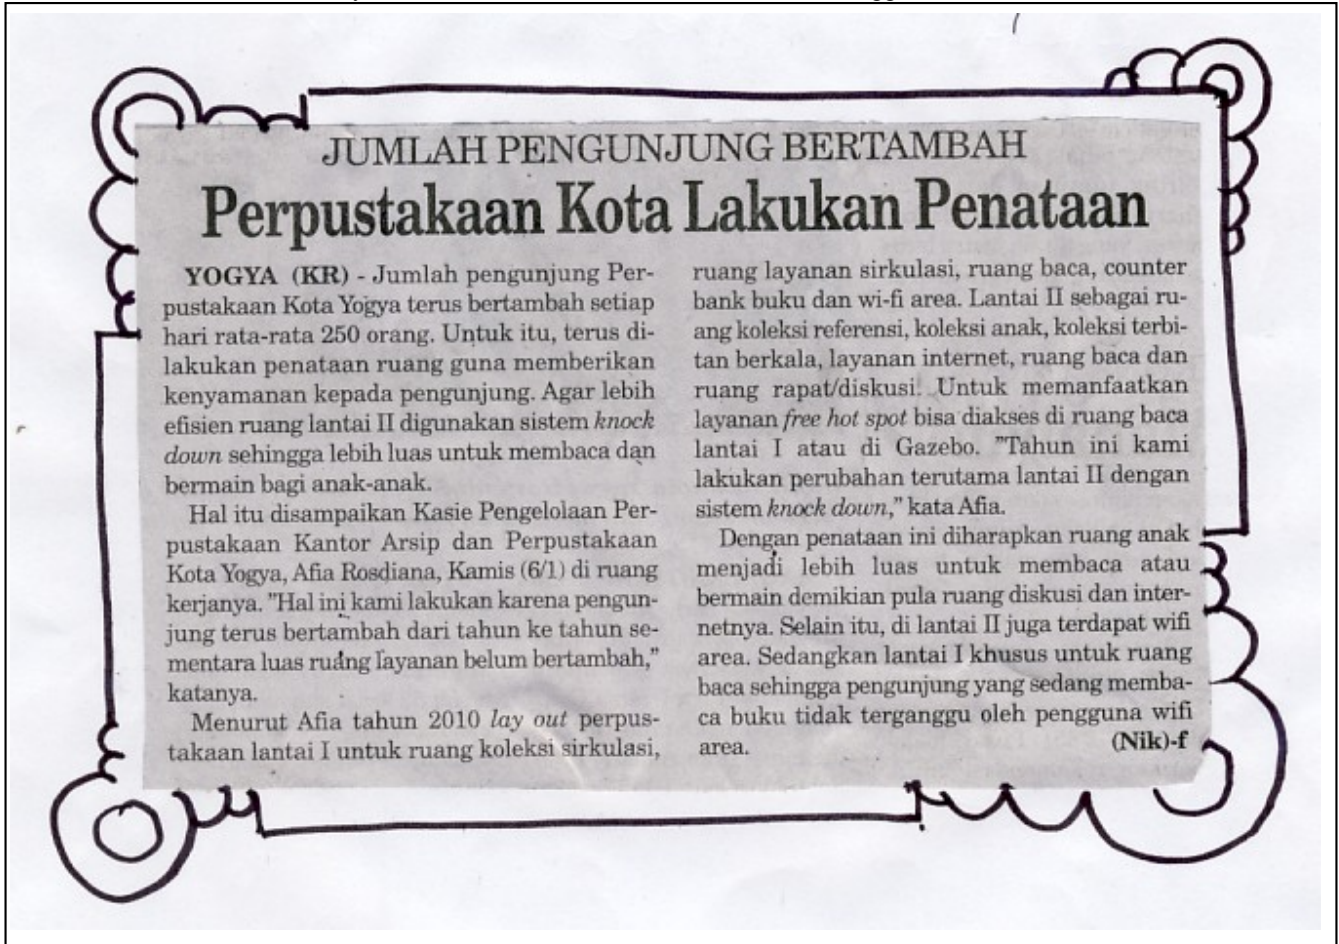 JUMLAH PENGUNJUNG BERTAMBAH
Perpustakaan Kota Lakukan Penataan
YOGYA (KR) - Jumlah pengunjung Per-
pustakaan Kota Yogya terus bertambah setiap
hari rata-rata 250 orang. Untuk itu, terus di-
lakukan penataan ruang guna memberikan
kenyamanan kepada pengunjung. Agar lebih
efisien ruang lantai II digunakan sistem knock
down sehingga lebih luas untuk membaca dan
bermain bagi anak-anak.
Hal itu disampaikan Kasie Pengelolaan Per-
pustakaan Kantor Arsip dan Perpustakaan
Kota Yogya, Afia Rosdiana, Kamis (6/1) di ruang
kerjanya. "Hal ini kami lakukan karena pengun-
jung terus bertambah dari tahun ke tahun se-
mentara luas ruang layanan belum bertambah,"
katanya.
Menurut Afia tahun 2010 lay out perpus-
takaan lantai I untuk ruang koleksi sirkulasi,
ruang layanan sirkulasi, ruang baca, counter
bank buku dan wi-fi area. Lantai II sebagai ru-
ang koleksi referensi, koleksi anak, koleksi terbi-
tan berkala, layanan internet, ruang baca dan
ruang rapat/diskusi. Untuk memanfaatkan
layanan free hot spot bisa diakses di ruang baca
lantai I atau di Gazebo. "Tahun ini kami
lakukan perubahan terutama lantai II dengan
sistem knock down," kata Afia.
Dengan penataan ini diharapkan ruang anak
menjadi lebih luas untuk membaca atau
bermain demikian pula ruang diskusi dan inter-
netnya. Selain itu, di lantai II juga terdapat wifi
area. Sedangkan lantai I khusus untuk ruang
baca sehingga pengunjung yang sedang memba-
ca buku tidak terganggu oleh pengguna wifi
area. (Nik)-f